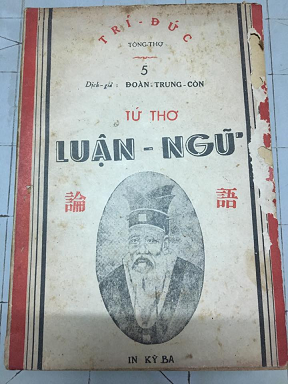 TRÍ-ĐỨC
TÒNG-THƠ
5
Dịch-giả : ĐOÀN-TRUNG-CÒN
TỨ THƠ
LUẬN-NGỮ
論 語
IN KỲ BA